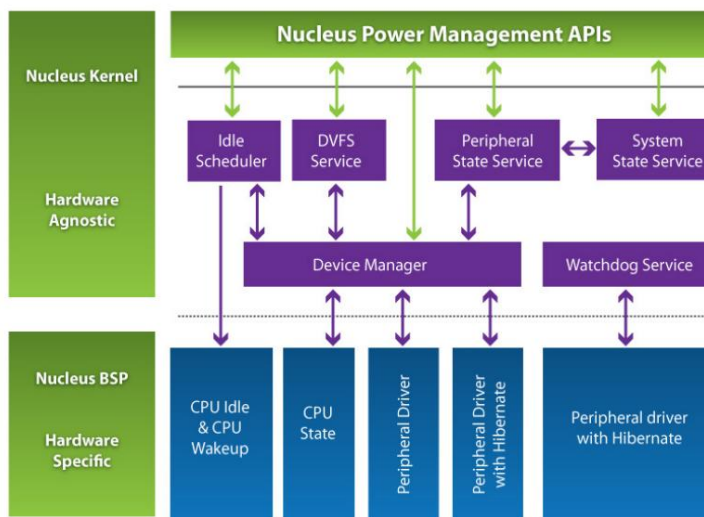 Nucleus Power Management APIs
Nucleus Kernel
Hardware
Agnostic
Idle
Scheduler
DVFS
Service
Peripheral
State Service
System
State Service
Device Manager
Watchdog Service
Nucleus BSP
Hardware
Specific
CPU Idle
& CPU
Wakeup
CPU
State
Peripheral Driver
Peripheral Driver
with Hibernate
Peripheral driver
with Hibernate